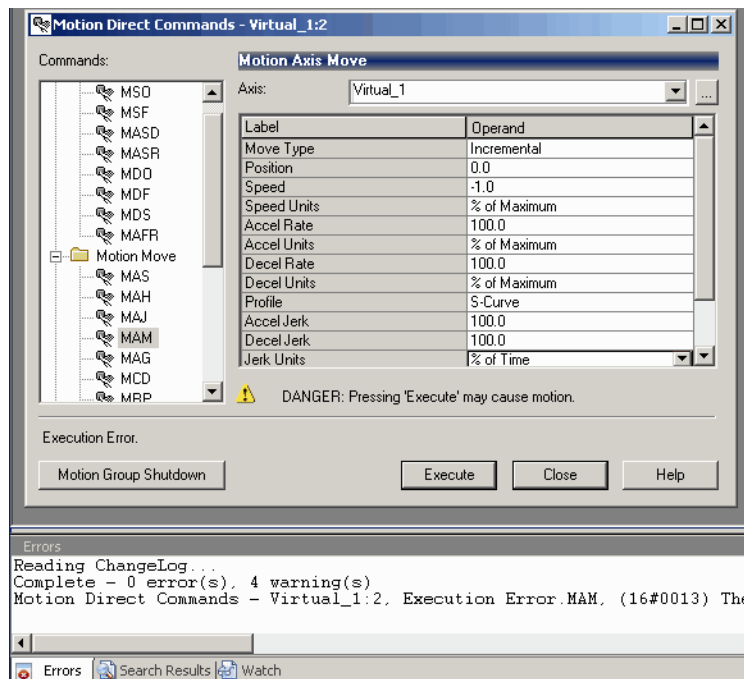 Motion Direct Commands - Virtual_1:2
Commands:
MSO
MSF
MASD
MASR
MDO
MDF
MDS
MAFR
Motion Move
MAS
MAH
MAJ
MAM
MAG
MCD
MRP
Motion Axis Move
Axis: Virtual_1 ...
Label Operand
Move Type Incremental
Position 0.0
Speed -1.0
Speed Units % of Maximum
Accel Rate 100.0
Accel Units % of Maximum
Decel Rate 100.0
Decel Units % of Maximum
Profile S-Curve
Accel Jerk 100.0
Decel Jerk 100.0
Jerk Units % of Time
DANGER: Pressing 'Execute' may cause motion.
Execution Error.
Motion Group Shutdown Execute Close Help
Errors
Reading ChangeLog...
Complete - 0 error(s), 4 warning(s)
Motion Direct Commands - Virtual_1:2, Execution Error.MAM, (16#0013) The
Errors Search Results Watch